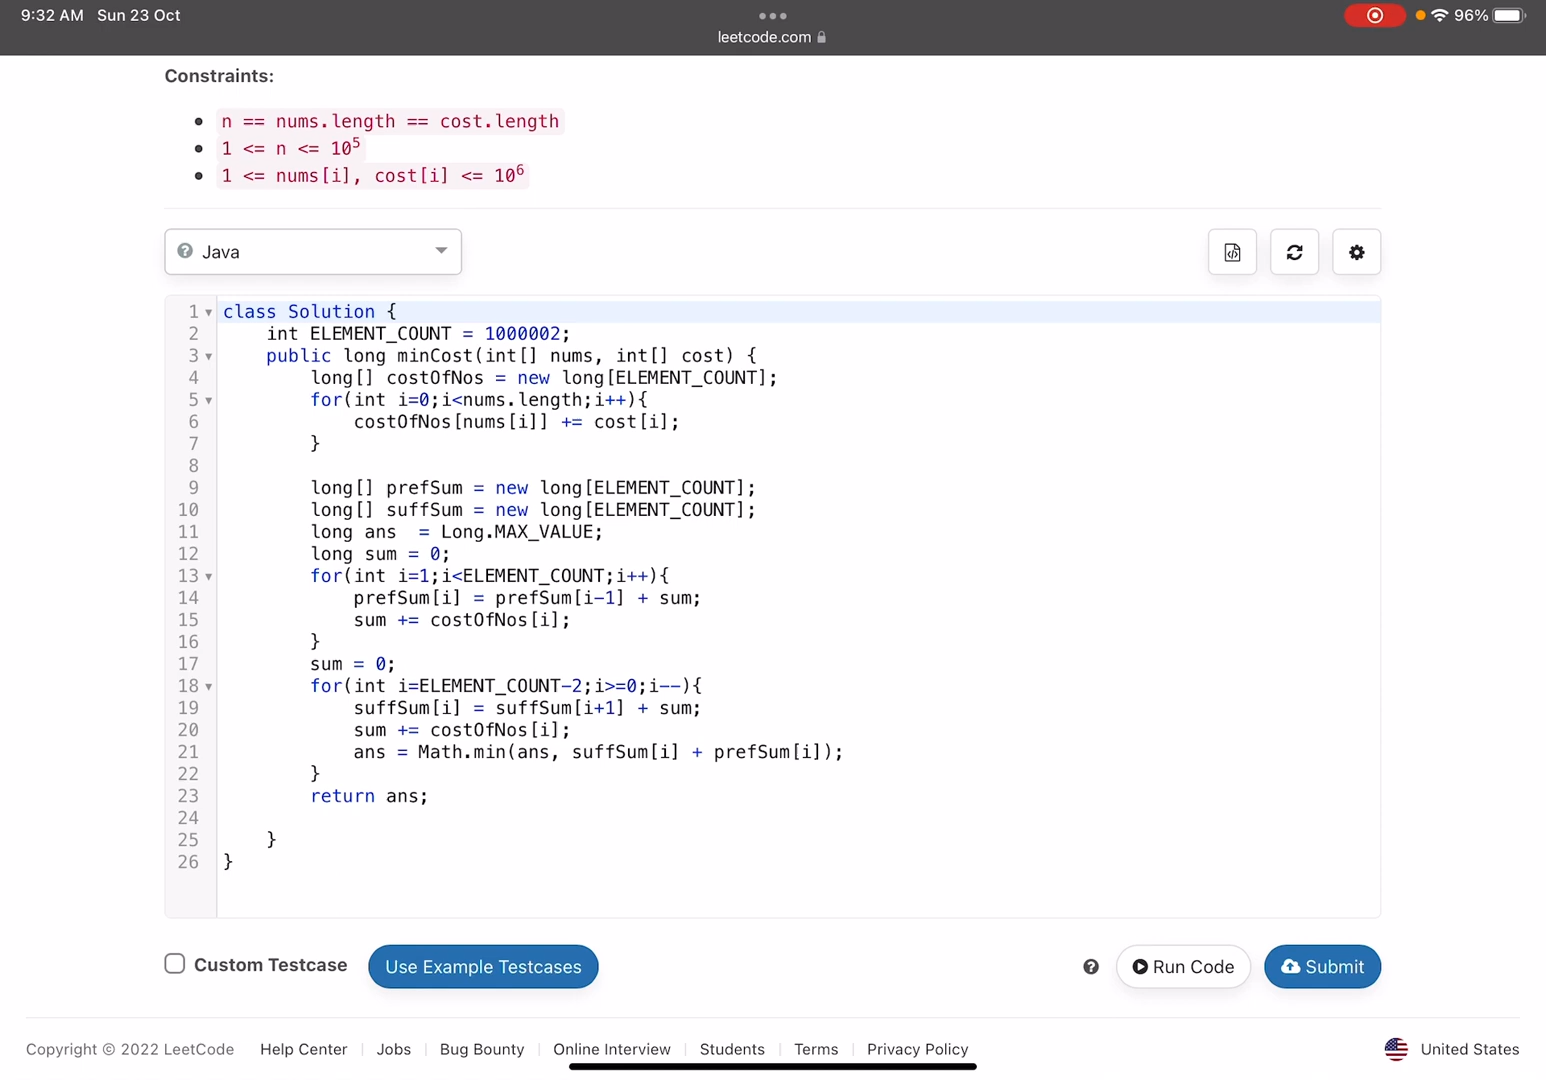 9:32 AM Sun 23 Oct
96%
leetcode.com
Constraints:
n == nums.length == cost.length
1 <= n <= 10⁵
1 <= nums[i], cost[i] <= 10⁶
Java
1 class Solution {
2     int ELEMENT_COUNT = 1000002;
3     public long minCost(int[] nums, int[] cost) {
4         long[] costOfNos = new long[ELEMENT_COUNT];
5         for(int i=0;i<nums.length;i++){
6             costOfNos[nums[i]] += cost[i];
7         }
8
9         long[] prefSum = new long[ELEMENT_COUNT];
10         long[] suffSum = new long[ELEMENT_COUNT];
11         long ans  = Long.MAX_VALUE;
12         long sum = 0;
13         for(int i=1;i<ELEMENT_COUNT;i++){
14             prefSum[i] = prefSum[i-1] + sum;
15             sum += costOfNos[i];
16         }
17         sum = 0;
18         for(int i=ELEMENT_COUNT-2;i>=0;i--){
19             suffSum[i] = suffSum[i+1] + sum;
20             sum += costOfNos[i];
21             ans = Math.min(ans, suffSum[i] + prefSum[i]);
22         }
23         return ans;
24
25     }
26 }
Custom Testcase Use Example Testcases Run Code Submit
Copyright © 2022 LeetCode Help Center Jobs Bug Bounty Online Interview Students Terms Privacy Policy United States